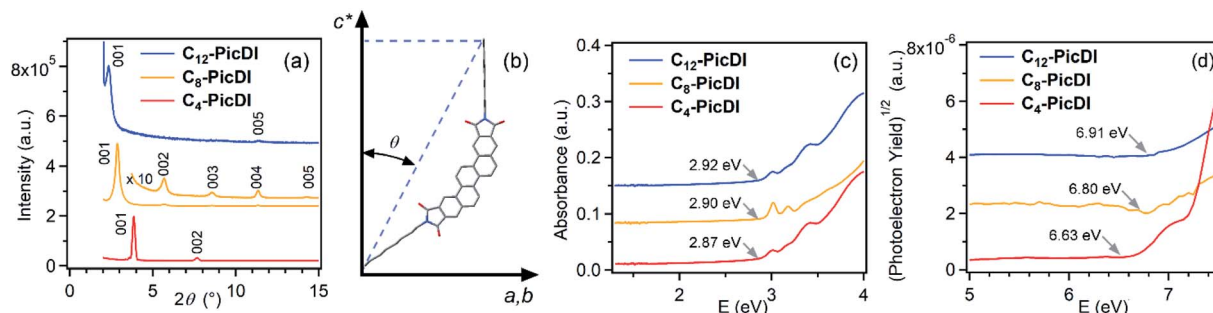 (a)
C₁₂-PicDI
C₈-PicDI
C₄-PicDI
001
005
001
x 10
002
003
004
005
001
002
8x10⁵
6
4
2
0
Intensity (a.u.)
0
5
10
15
2θ (°)
(b)
c*
θ
a,b
(c)
C₁₂-PicDI
C₈-PicDI
C₄-PicDI
2.92 eV
2.90 eV
2.87 eV
0.4
0.3
0.2
0.1
0.0
Absorbance (a.u.)
2
3
4
E (eV)
(d)
C₁₂-PicDI
C₈-PicDI
C₄-PicDI
6.91 eV
6.80 eV
6.63 eV
8x10⁻⁶
6
4
2
0
(Photoelection Yield)¹ᐟ² (a.u.)
5
6
7
E (eV)